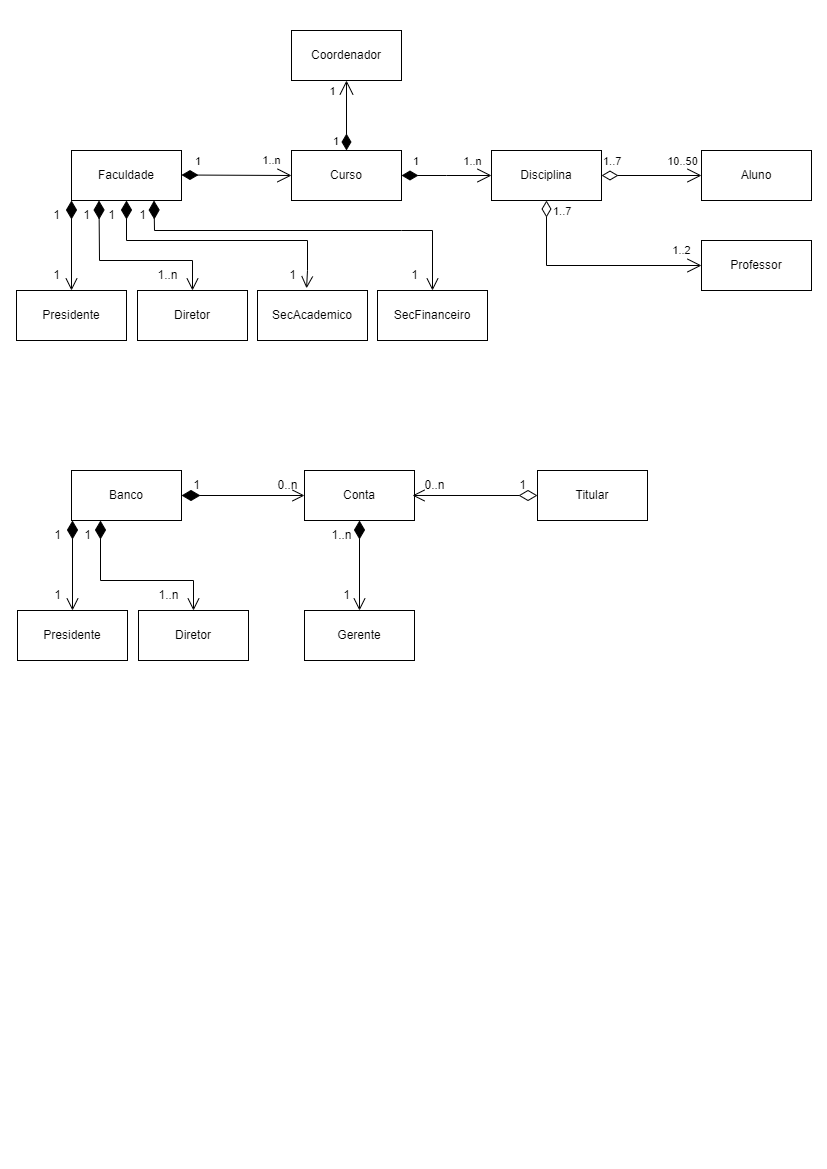 Coordenador
1
1
Faculdade
1
1..n
Curso
1
1..n
Disciplina
1..7
10..50
Aluno
1
1
1
1
1..7
1..2
Professor
1
1..n
1
1
Presidente
Diretor
SecAcademico
SecFinanceiro
Banco
1
0..n
Conta
0..n
1
Titular
1
1
1..n
1
1..n
1
Presidente
Diretor
Gerente